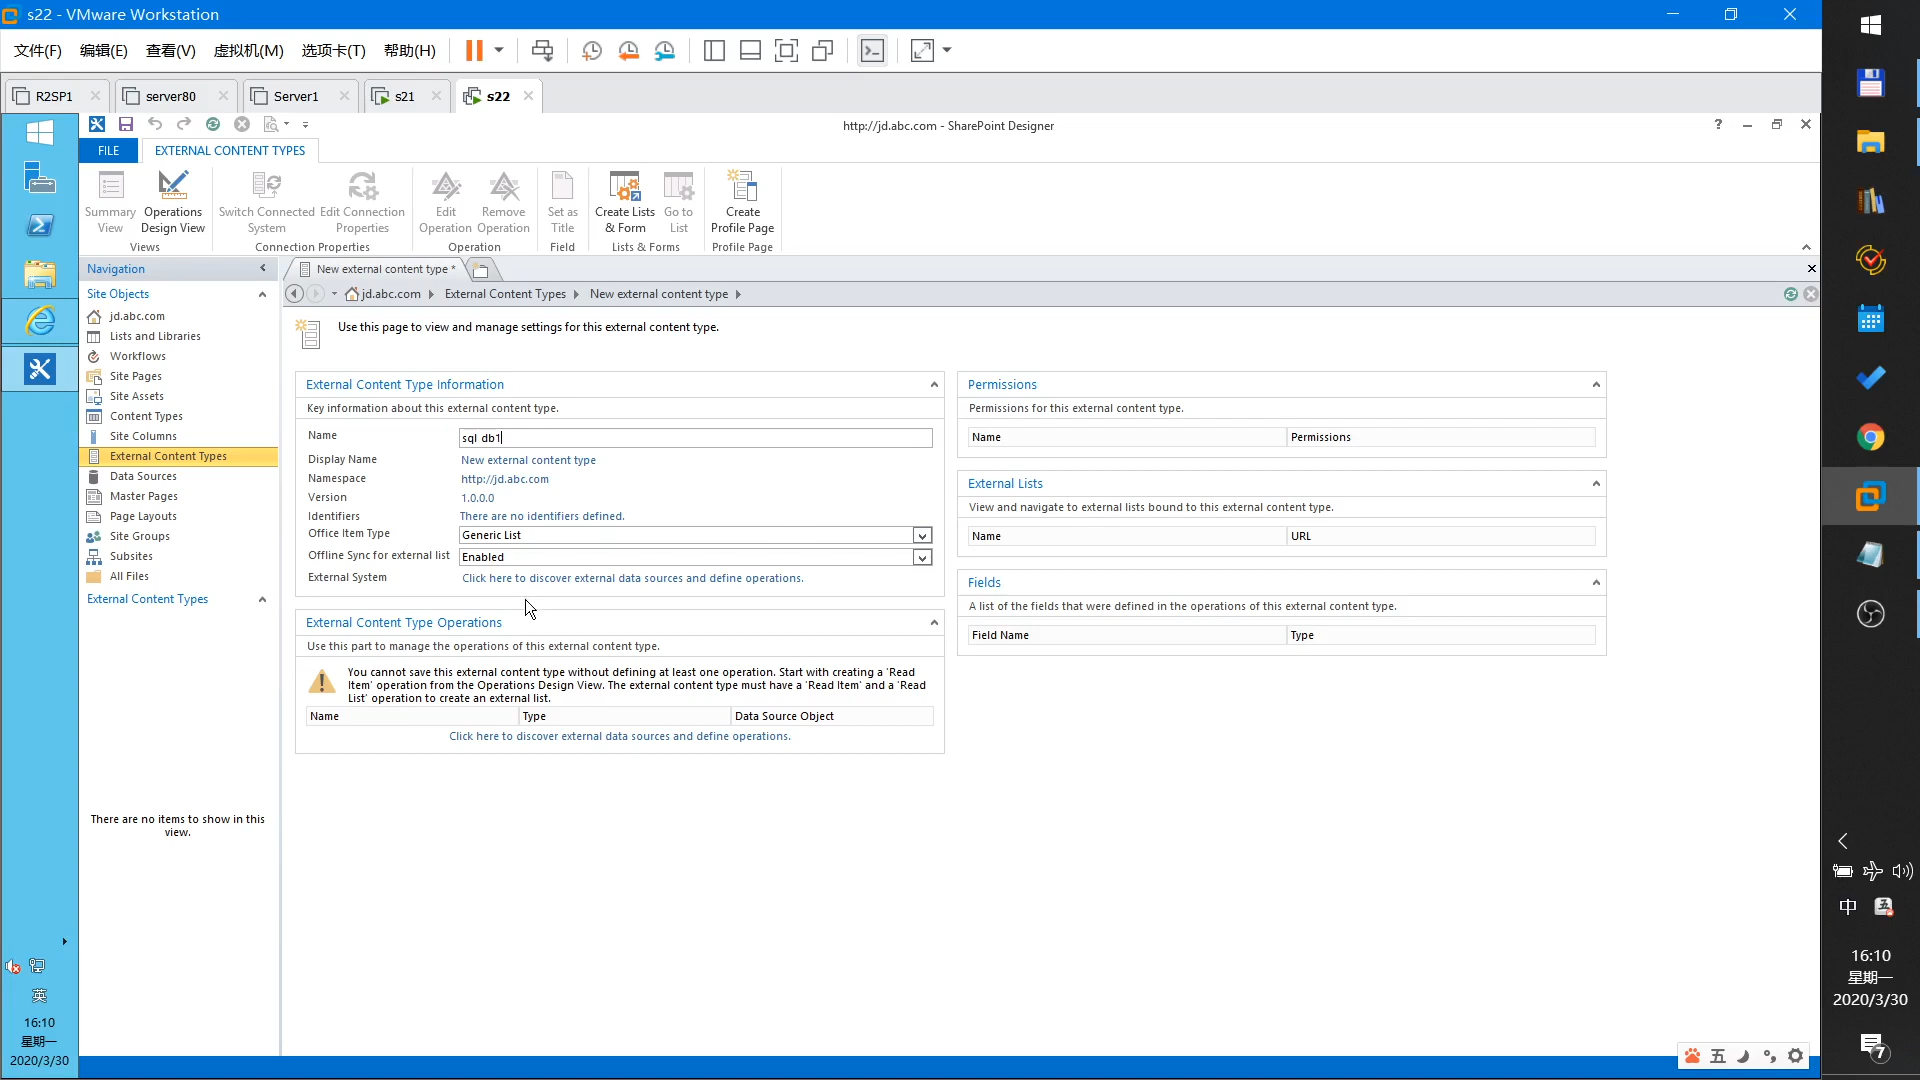 s22 - VMware Workstation
文件(F) 编辑(E) 查看(V) 虚拟机(M) 选项卡(T) 帮助(H)
R2SP1 server80 Server1 s21 s22
http://jd.abc.com - SharePoint Designer
FILE EXTERNAL CONTENT TYPES
Summary View Operations Design View Switch Connected System Edit Connection Properties Edit Operation Remove Operation Set as Title Create Lists & Form Go to List Create Profile Page
Views Connection Properties Operation Field Lists & Forms Profile Page
Navigation
Site Objects
jd.abc.com
Lists and Libraries
Workflows
Site Pages
Site Assets
Content Types
Site Columns
External Content Types
Data Sources
Master Pages
Page Layouts
Site Groups
Subsites
All Files
External Content Types
There are no items to show in this
view.
New external content type *
jd.abc.com External Content Types New external content type
Use this page to view and manage settings for this external content type.
External Content Type Information
Key information about this external content type.
Name sql db1
Display Name New external content type
Namespace http://jd.abc.com
Version 1.0.0.0
Identifiers There are no identifiers defined.
Office Item Type Generic List
Offline Sync for external list Enabled
External System Click here to discover external data sources and define operations.
External Content Type Operations
Use this part to manage the operations of this external content type.
You cannot save this external content type without defining at least one operation. Start with creating a 'Read
Item' operation from the Operations Design View. The external content type must have a 'Read Item' and a 'Read
List' operation to create an external list.
Name Type Data Source Object
Click here to discover external data sources and define operations.
Permissions
Permissions for this external content type.
Name Permissions
External Lists
View and navigate to external lists bound to this external content type.
Name URL
Fields
A list of the fields that were defined in the operations of this external content type.
Field Name Type
英
16:10
星期一
2020/3/30
五
中 五
16:10
星期一
2020/3/30
7